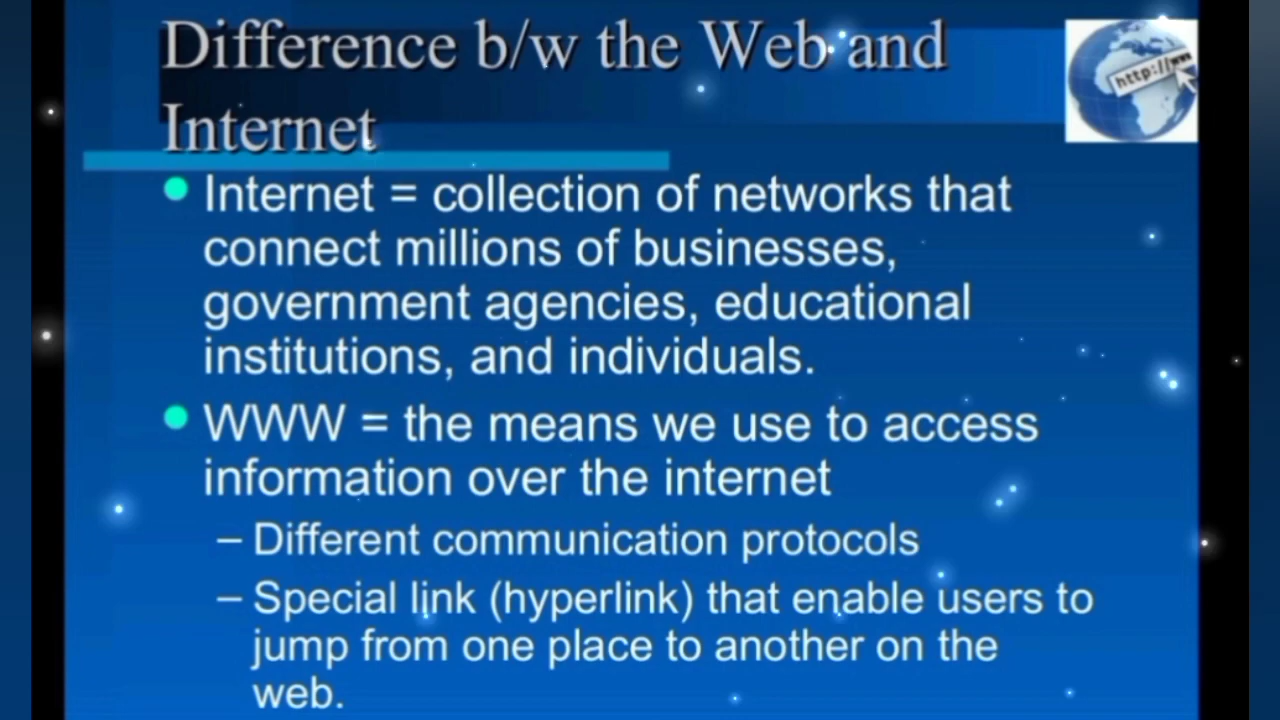 Difference b/w the Web and
Internet
http://ww
● Internet = collection of networks that
connect millions of businesses,
government agencies, educational
institutions, and individuals.
● WWW = the means we use to access
information over the internet
– Different communication protocols
– Special link (hyperlink) that enable users to
jump from one place to another on the
web.